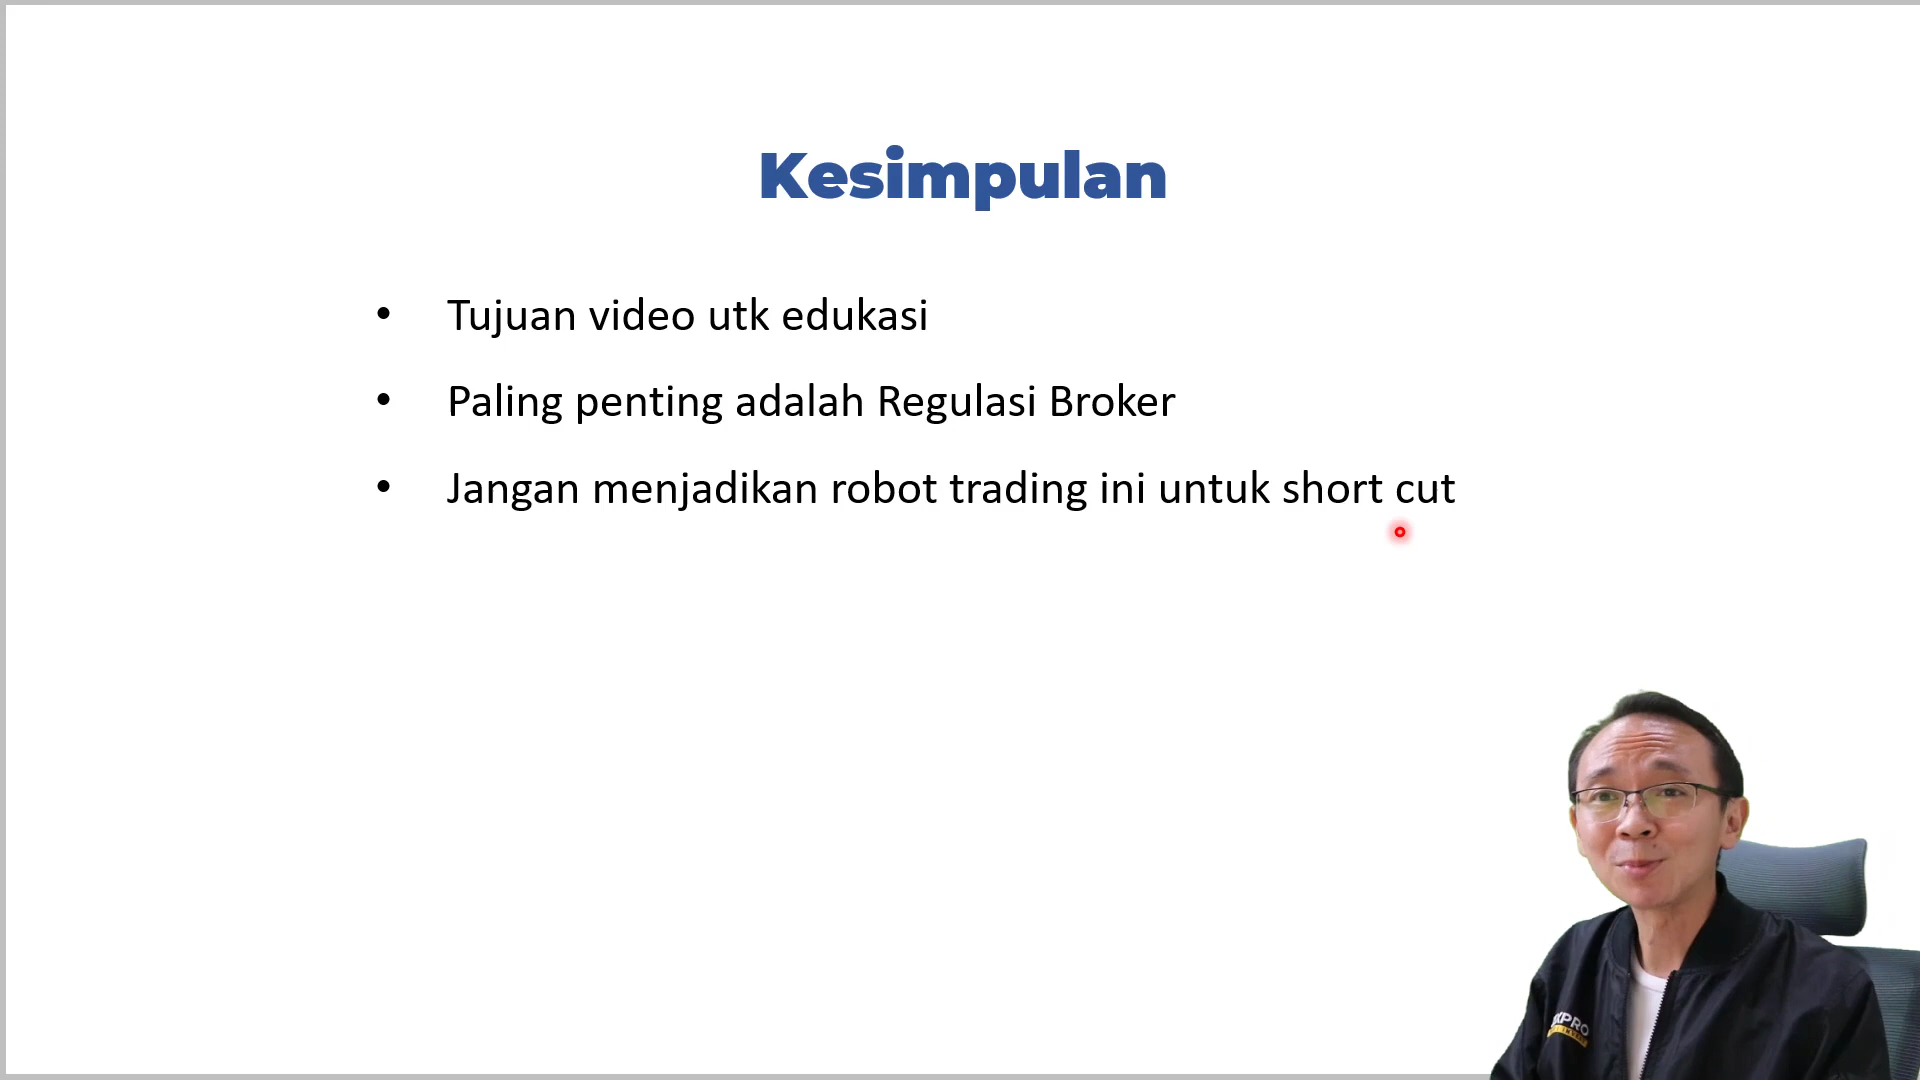 Kesimpulan
• Tujuan video utk edukasi
• Paling penting adalah Regulasi Broker
• Jangan menjadikan robot trading ini untuk short cut